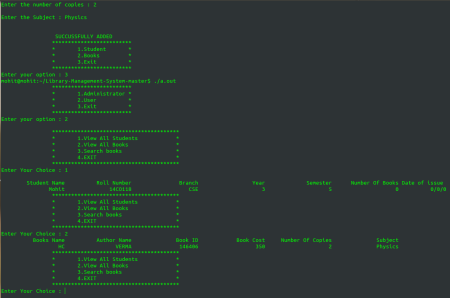 Enter the number of copies : 2
Enter the Subject : Physics
SUCCUSSFULLY ADDED
*************************
* 1.Student *
* 2.Books *
* 3.Exit *
*************************
Enter your option : 3
mohit@mohit:~/Library-Management-System-master$ ./a.out
*************************
* 1.Administrator *
* 2.User *
* 3.Exit *
*************************
Enter your option : 2
****************************************
* 1.View All Students *
* 2.View All Books *
* 3.Search books *
* 4.EXIT *
****************************************
Enter Your Choice : 1
Student Name Roll Number Branch Year Semester Number Of Books Date of issue
Mohit 14CO118 CSE 3 5 0 0/0/0
****************************************
* 1.View All Students *
* 2.View All Books *
* 3.Search books *
* 4.EXIT *
****************************************
Enter Your Choice : 2
Books Name Author Name Book ID Book Cost Number Of Copies Subject
HC VERMA 146486 350 2 Physics
****************************************
* 1.View All Students *
* 2.View All Books *
* 3.Search books *
* 4.EXIT *
****************************************
Enter Your Choice :